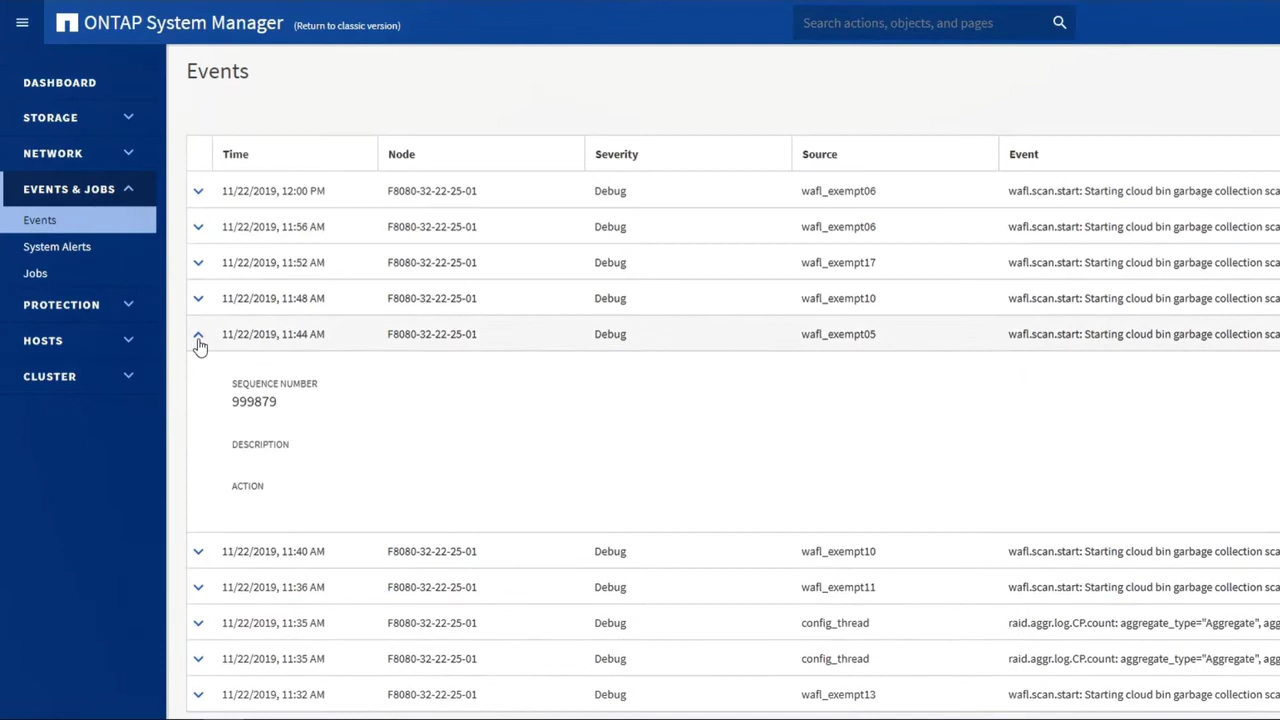 ONTAP System Manager (Return to classic version) Search actions, objects, and pages
DASHBOARD
STORAGE
NETWORK
EVENTS & JOBS
Events
System Alerts
Jobs
PROTECTION
HOSTS
CLUSTER
Events
Time Node Severity Source Event
11/22/2019, 12:00 PM F8080-32-22-25-01 Debug wafl_exempt06 wafl.scan.start: Starting cloud bin garbage collection sca
11/22/2019, 11:56 AM F8080-32-22-25-01 Debug wafl_exempt06 wafl.scan.start: Starting cloud bin garbage collection sca
11/22/2019, 11:52 AM F8080-32-22-25-01 Debug wafl_exempt17 wafl.scan.start: Starting cloud bin garbage collection sca
11/22/2019, 11:48 AM F8080-32-22-25-01 Debug wafl_exempt10 wafl.scan.start: Starting cloud bin garbage collection sca
11/22/2019, 11:44 AM F8080-32-22-25-01 Debug wafl_exempt05 wafl.scan.start: Starting cloud bin garbage collection sca
SEQUENCE NUMBER
999879
DESCRIPTION
ACTION
11/22/2019, 11:40 AM F8080-32-22-25-01 Debug wafl_exempt10 wafl.scan.start: Starting cloud bin garbage collection sca
11/22/2019, 11:36 AM F8080-32-22-25-01 Debug wafl_exempt11 wafl.scan.start: Starting cloud bin garbage collection sca
11/22/2019, 11:35 AM F8080-32-22-25-01 Debug config_thread raid.aggr.log.CP.count: aggregate_type="Aggregate", agg
11/22/2019, 11:35 AM F8080-32-22-25-01 Debug config_thread raid.aggr.log.CP.count: aggregate_type="Aggregate", agg
11/22/2019, 11:32 AM F8080-32-22-25-01 Debug wafl_exempt13 wafl.scan.start: Starting cloud bin garbage collection sca